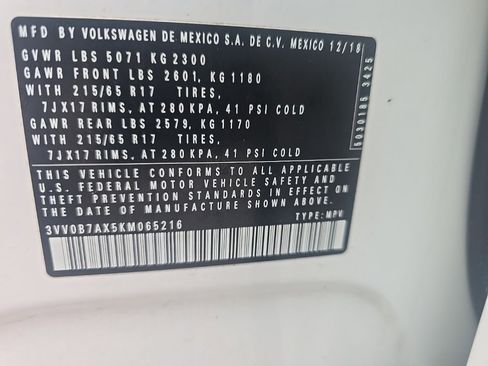 MFD BY VOLKSWAGEN DE MEXICO S.A. DE C.V. MEXICO 12/18
GVWR LBS 5071 KG 2300
GAWR FRONT LBS 2601, KG 1180
WITH 215/65 R17 TIRES,
7JX17 RIMS, AT 280 KPA, 41 PSI COLD
GAWR REAR LBS 2579, KG 1170
WITH 215/65 R17 TIRES,
7JX17 RIMS, AT 280 KPA, 41 PSI COLD
THIS VEHICLE CONFORMS TO ALL APPLICABLE
U.S. FEDERAL MOTOR VEHICLE SAFETY AND
THEFT PREVENTION STANDARDS IN EFFECT ON
THE DATE OF MANUFACTURE SHOWN ABOVE.
3VV0B7AX5KM065216 TYPE: MPV
5030185 3425